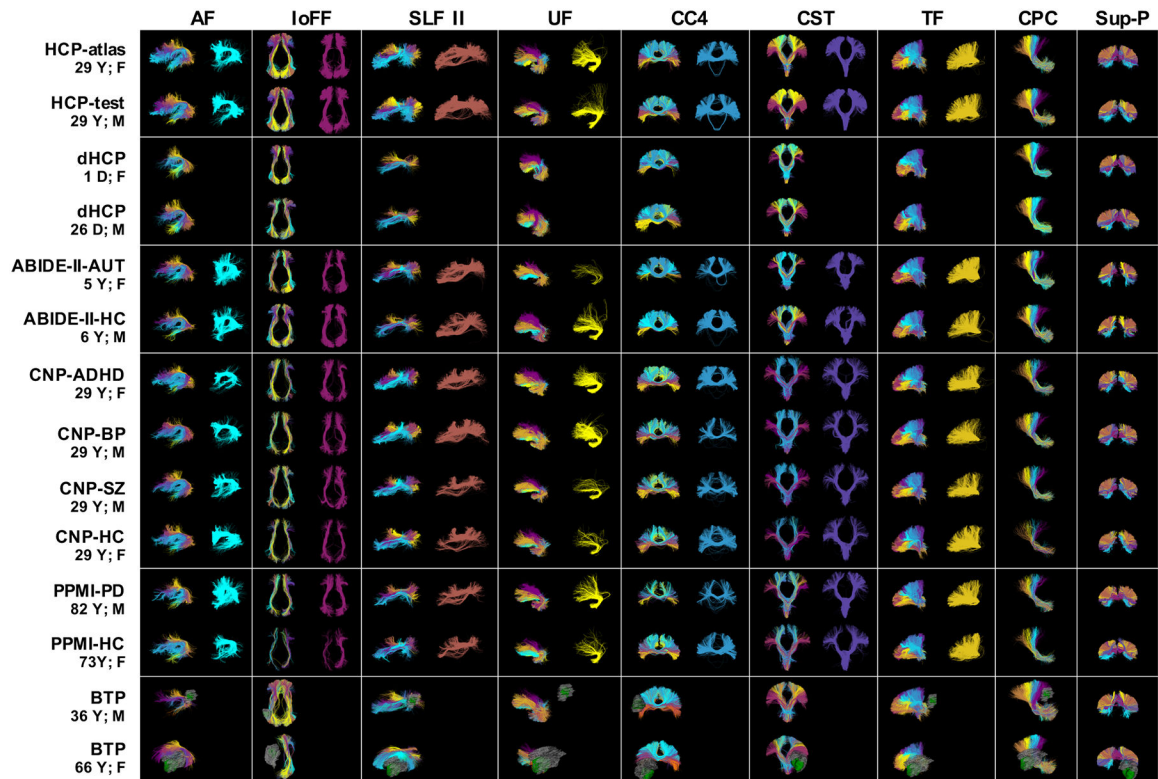 AF IoFF SLF II UF CC4 CST TF CPC Sup-P
HCP-atlas
29 Y; F
HCP-test
29 Y; M
dHCP
1 D; F
dHCP
26 D; M
ABIDE-II-AUT
5 Y; F
ABIDE-II-HC
6 Y; M
CNP-ADHD
29 Y; F
CNP-BP
29 Y; M
CNP-SZ
29 Y; M
CNP-HC
29 Y; F
PPMI-PD
82 Y; M
PPMI-HC
73Y; F
BTP
36 Y; M
BTP
66 Y; F